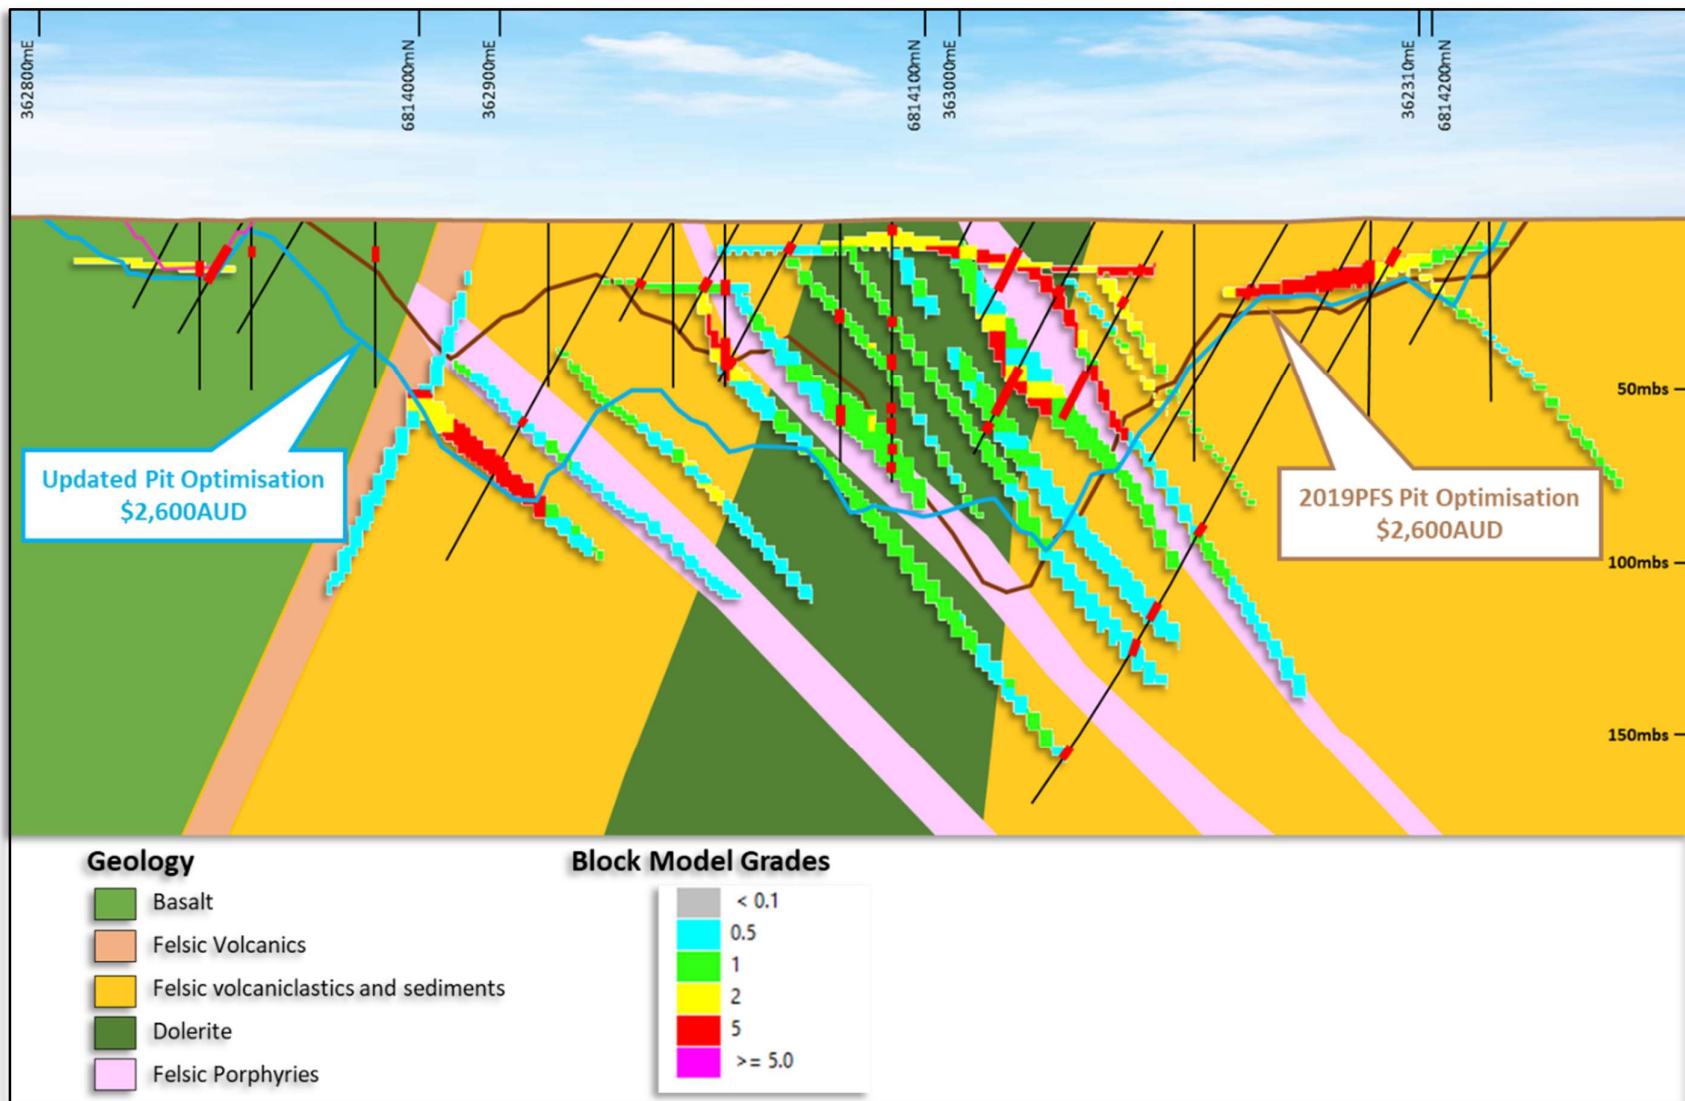 362800mE
6814000mN
362900mE
6814100mN
363000mE
362310mE
6814200mN
Updated Pit Optimisation
$2,600AUD
2019PFS Pit Optimisation
$2,600AUD
50mbs
100mbs
150mbs
Geology
Basalt
Felsic Volcanics
Felsic volcaniclastics and sediments
Dolerite
Felsic Porphyries
Block Model Grades
< 0.1
0.5
1
2
5
>= 5.0